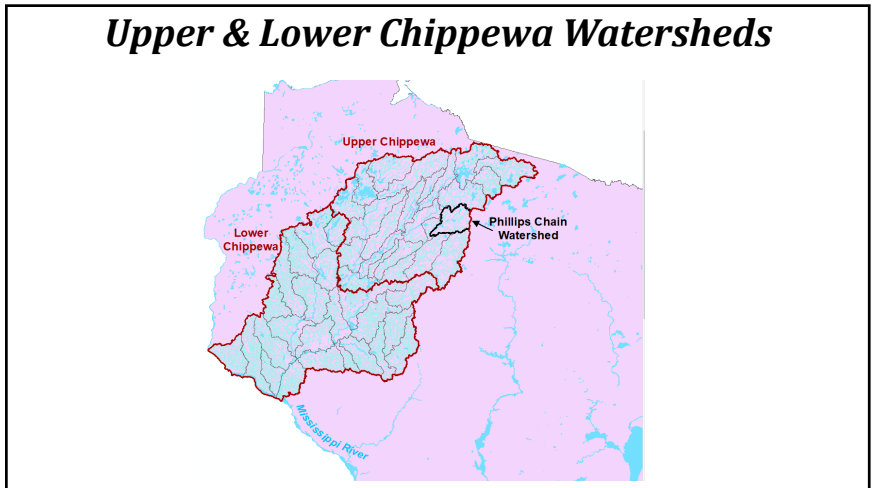 Upper & Lower Chippewa Watersheds
Upper Chippewa
Phillips Chain
Watershed
Lower
Chippewa
Mississippi River